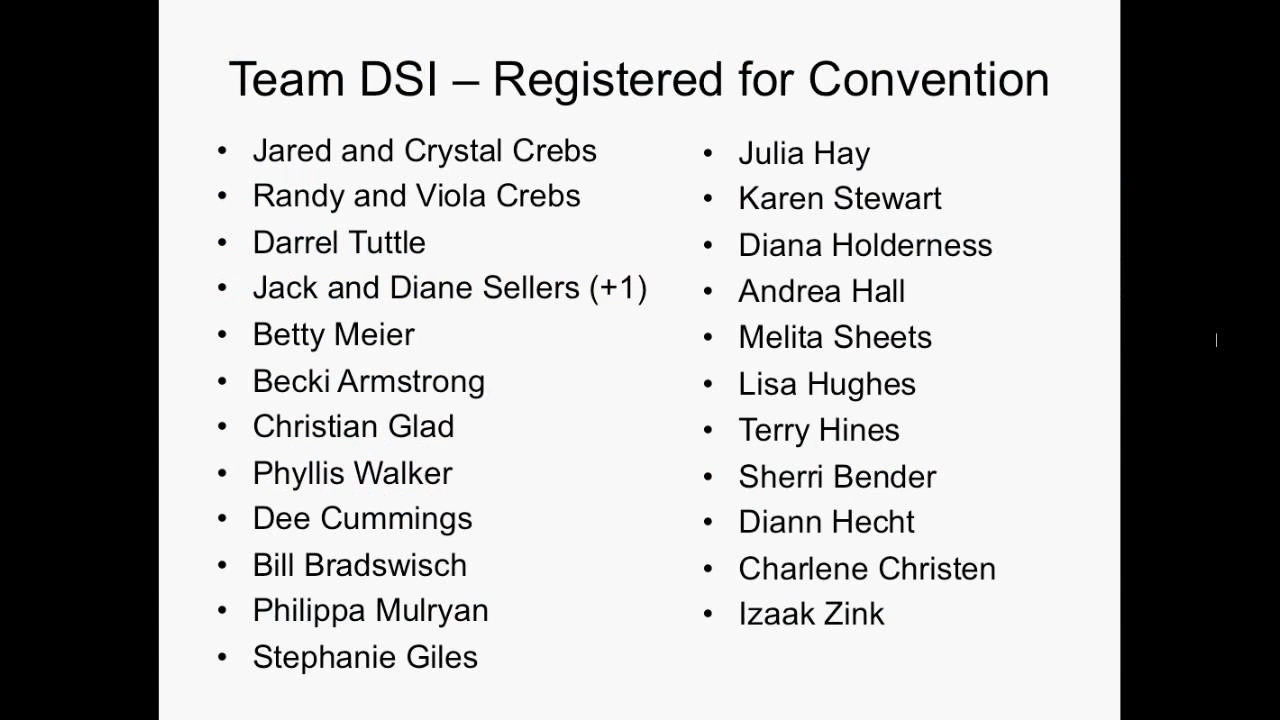 Team DSI – Registered for Convention
• Jared and Crystal Crebs
• Randy and Viola Crebs
• Darrel Tuttle
• Jack and Diane Sellers (+1)
• Betty Meier
• Becki Armstrong
• Christian Glad
• Phyllis Walker
• Dee Cummings
• Bill Bradswisch
• Philippa Mulryan
• Stephanie Giles
• Julia Hay
• Karen Stewart
• Diana Holderness
• Andrea Hall
• Melita Sheets
• Lisa Hughes
• Terry Hines
• Sherri Bender
• Diann Hecht
• Charlene Christen
• Izaak Zink